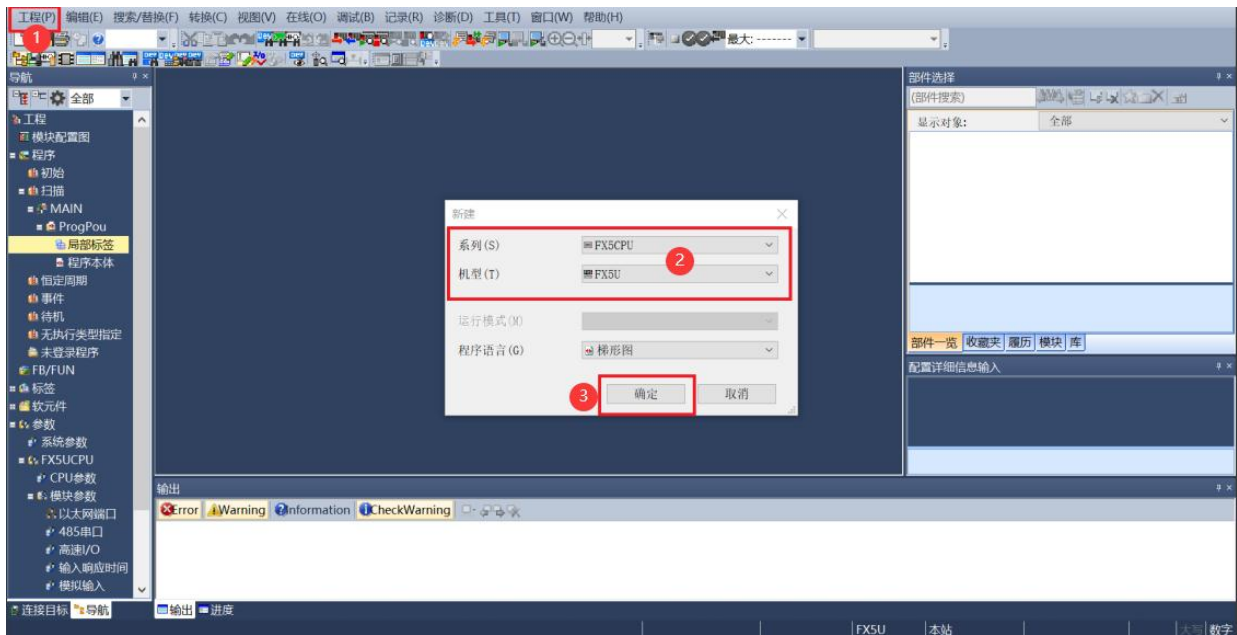 工程(P) 编辑(E) 搜索/替换(F) 转换(C) 视图(V) 在线(O) 调试(B) 记录(R) 诊断(D) 工具(T) 窗口(W) 帮助(H)
1
最大: -------
导航
全部
工程
模块配置图
程序
初始
扫描
MAIN
ProgPou
局部标签
程序本体
恒定周期
事件
待机
无执行类型指定
未登录程序
FB/FUN
标签
软元件
参数
系统参数
FX5UCPU
CPU参数
模块参数
以太网端口
485串口
高速I/O
输入响应时间
模拟输入
连接目标 导航
新建
系列(S) FX5CPU
2
机型(T) FX5U
运行模式(M)
程序语言(G) 梯形图
3 确定 取消
部件选择
(部件搜索)
显示对象: 全部
部件一览 收藏夹 履历 模块 库
配置详细信息输入
输出
Error Warning Information CheckWarning
输出 进度
FX5U 本站 大写 数字